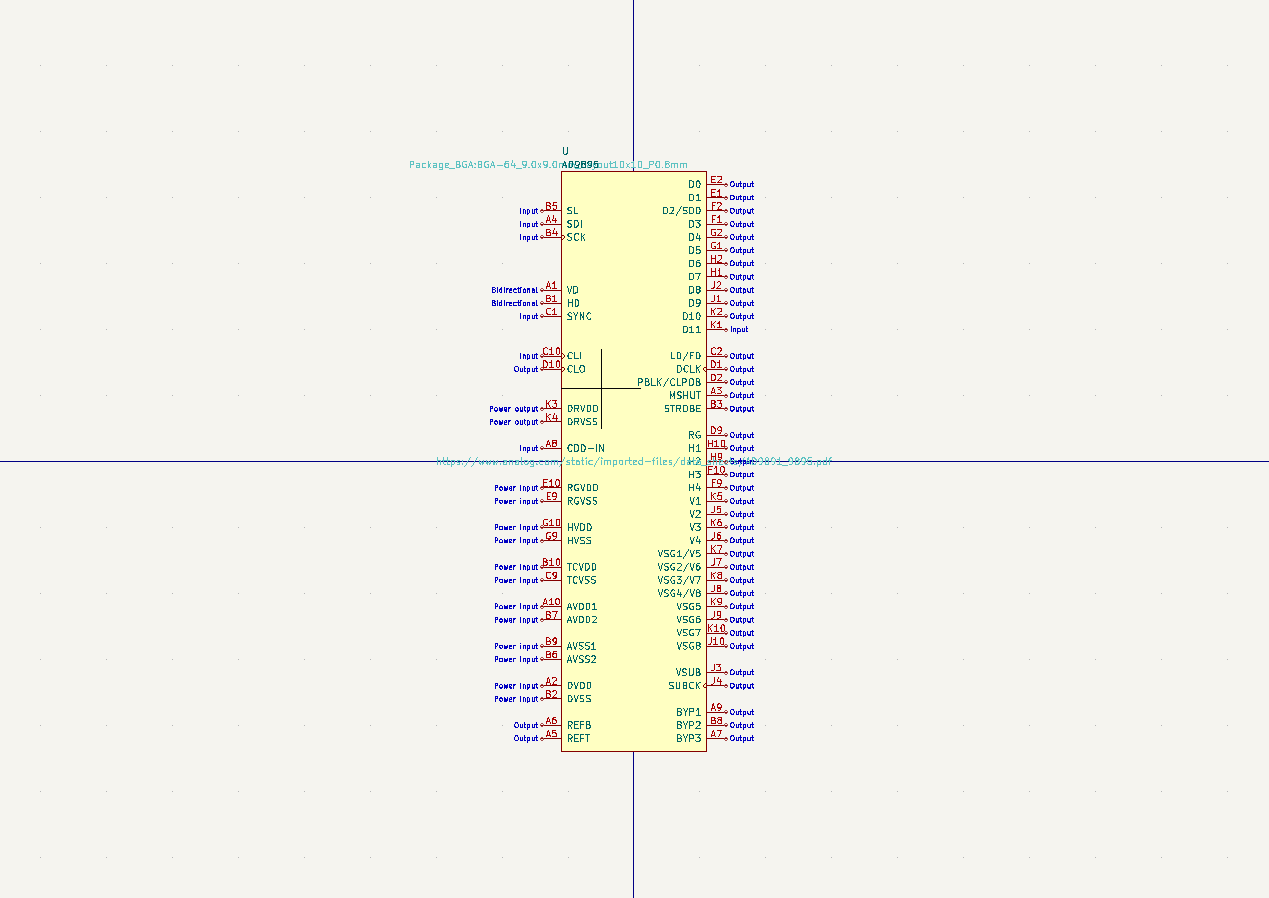 U
Package_BGA:BGA-64_9.0x9.0m
out10x10_P0.8mm
D0 E2 Output
D1 E1 Output
Input B5 SL D2/SDO F2 Output
Input A4 SDI D3 F1 Output
Input B4 SCK D4 G2 Output
D5 G1 Output
D6 H2 Output
D7 H1 Output
Bidirectional A1 VD D8 J2 Output
Bidirectional B1 HD D9 J1 Output
Input C1 SYNC D10 K2 Output
D11 K1 Input
Input C10 CLI LD/FD C2 Output
Output D10 CLO DCLK D1 Output
PBLK/CLPDB D2 Output
MSHUT A3 Output
Power output K3 DRVDD STROBE B3 Output
Power output K4 DRVSS
RG D9 Output
Input A8 CDD-IN H1 H10 Output
https://www.analog.com/static/imported-files/data_sheets/AD9891_9895.pdf
H2 H9 Output
H3 F10 Output
Power input E10 RGVDD H4 F9 Output
Power input E9 RGVSS V1 K5 Output
V2 J5 Output
Power input G10 HVDD V3 K6 Output
Power input G9 HVSS V4 J6 Output
VSG1/V5 K7 Output
Power input B10 TCVDD VSG2/V6 J7 Output
Power input C9 TCVSS VSG3/V7 K8 Output
VSG4/V8 J8 Output
Power input A10 AVDD1 VSG5 K9 Output
Power input B7 AVDD2 VSG6 J9 Output
VSG7 K10 Output
Power input B9 AVSS1 VSG8 J10 Output
Power input B6 AVSS2
VSUB J3 Output
Power input A2 DVDD SUBCK J4 Output
Power input B2 DVSS
BYP1 A9 Output
Output A6 REFB BYP2 B8 Output
Output A5 REFT BYP3 A7 Output